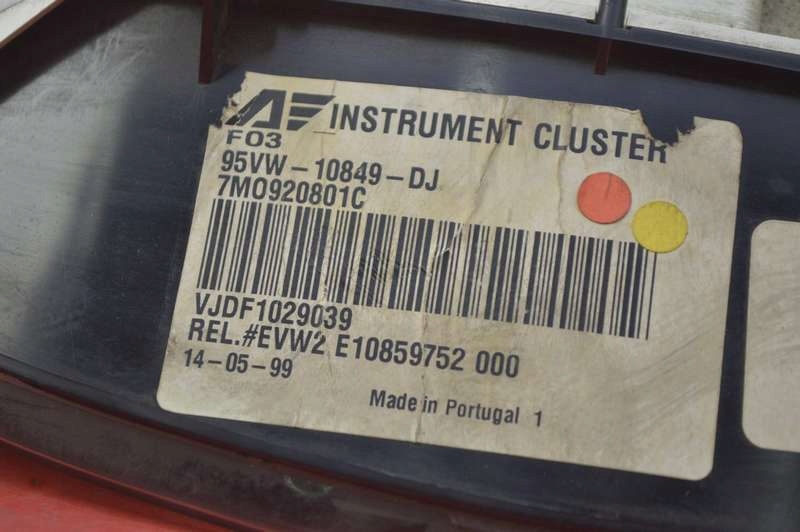 AE INSTRUMENT CLUSTER
F03
95VW-10849-DJ
7M0920801C
VJDF1029039
REL.#EVW2 E10859752 000
14-05-99
Made in Portugal 1